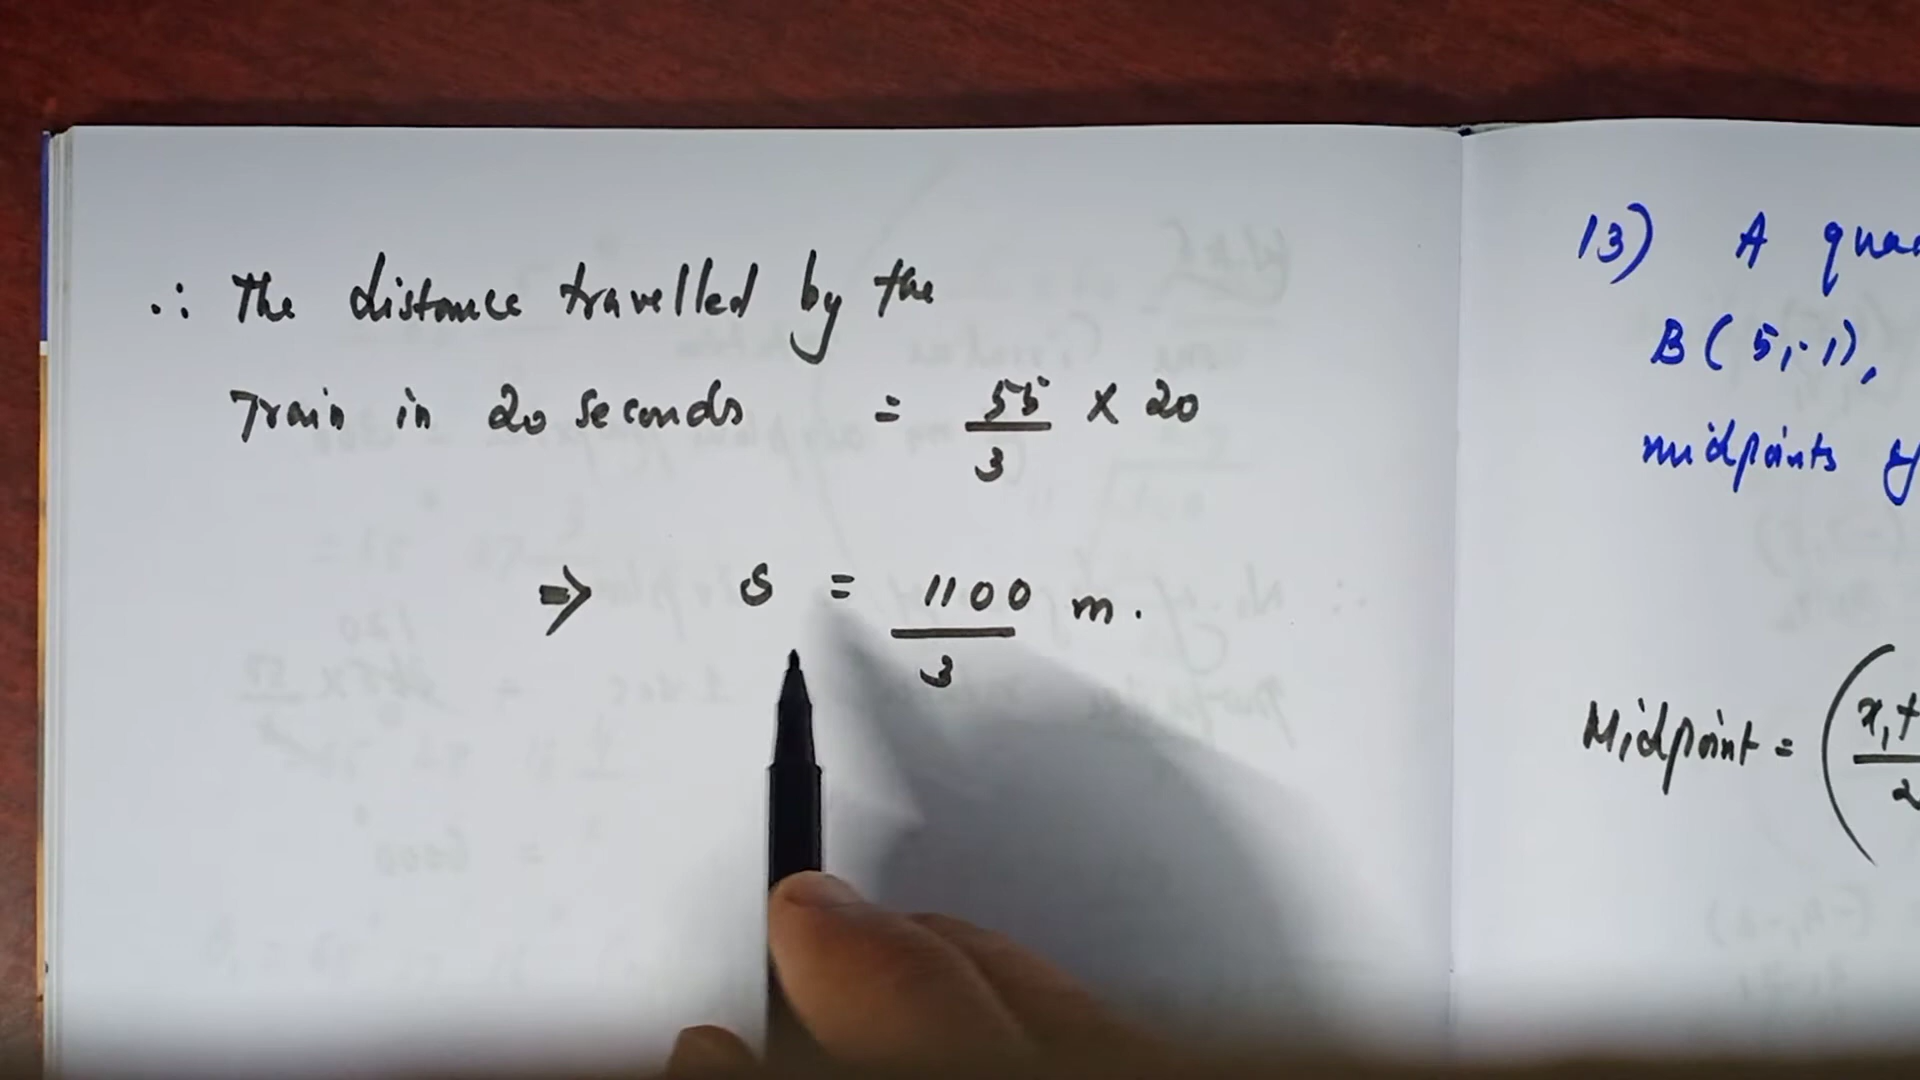 ∴ The distance travelled by the
Train in 20 seconds = 55/3 × 20
⇒ S = 1100/3 m.
13) A
B(5,-1),
midpoints of
Midpoint = (x₁+ / 2